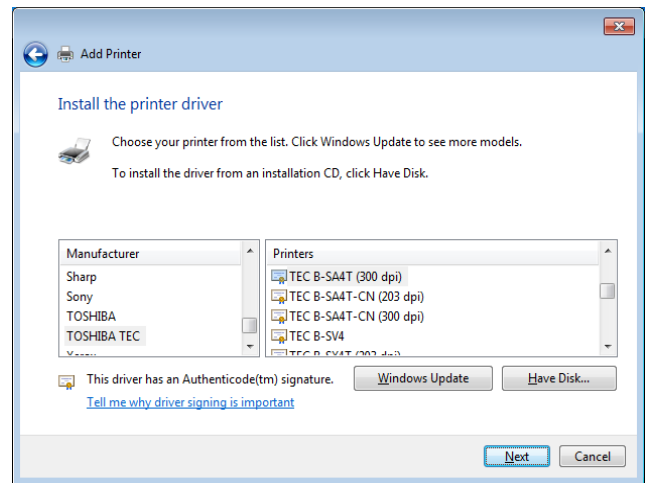 Add Printer
Install the printer driver
Choose your printer from the list. Click Windows Update to see more models.
To install the driver from an installation CD, click Have Disk.
Manufacturer
Sharp
Sony
TOSHIBA
TOSHIBA TEC
Printers
TEC B-SA4T (300 dpi)
TEC B-SA4T-CN (203 dpi)
TEC B-SA4T-CN (300 dpi)
TEC B-SV4
This driver has an Authenticode(tm) signature.
Tell me why driver signing is important
Windows Update
Have Disk...
Next
Cancel